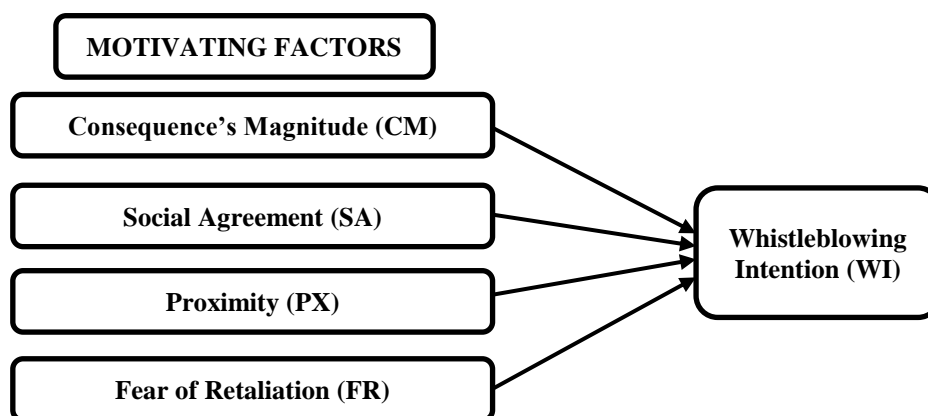 MOTIVATING FACTORS
Consequence’s Magnitude (CM)
Social Agreement (SA)
Whistleblowing
Intention (WI)
Proximity (PX)
Fear of Retaliation (FR)